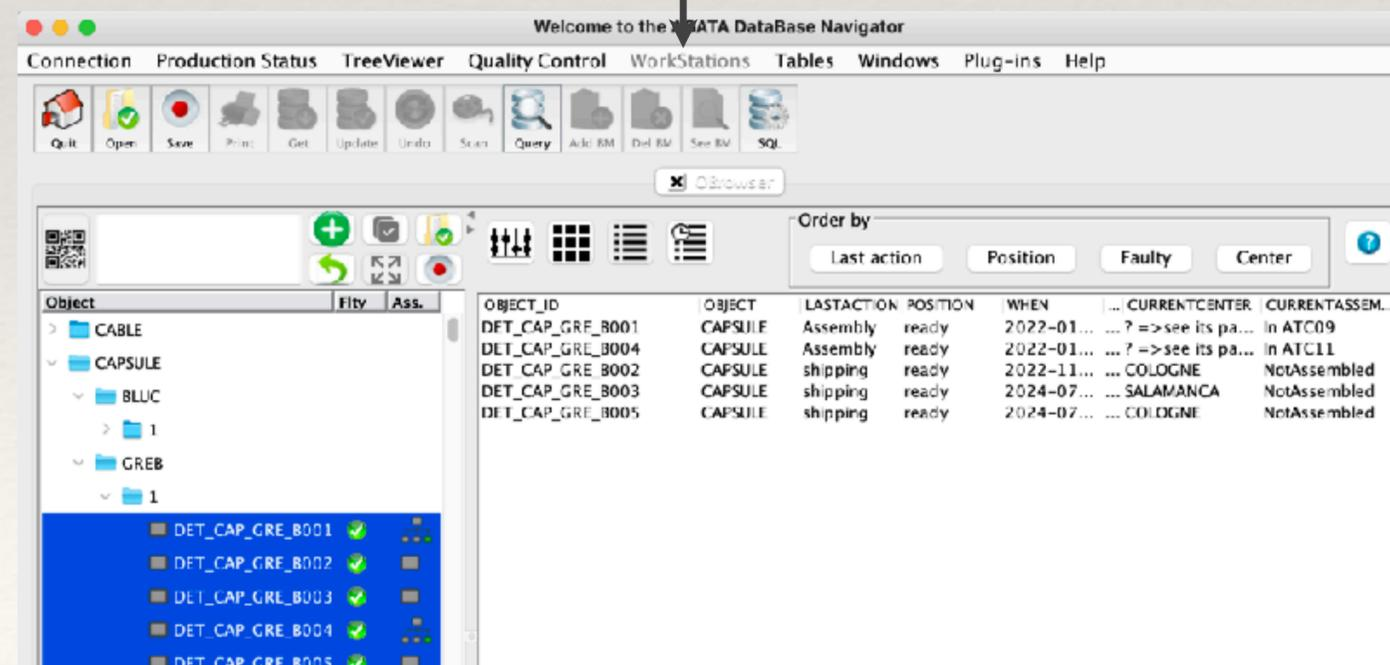 Welcome to the AGATA DataBase Navigator
Connection Production Status TreeViewer Quality Control WorkStations Tables Windows Plug-ins Help
Quit Open Save Print Get Update Undo Scan Query Add BM Del BM See BM SQL
OBrowser
Order by
Last action Position Faulty Center
Object Flty Ass.
CABLE
CAPSULE
BLUC
1
GREB
1
DET_CAP_GRE_B001
DET_CAP_GRE_B002
DET_CAP_GRE_B003
DET_CAP_GRE_B004
DET_CAP_GRE_B005
OBJECT_ID OBJECT LASTACTION POSITION WHEN ... CURRENTCENTER CURRENTASSEM...
DET_CAP_GRE_B001 CAPSULE Assembly ready 2022-01... ... ? =>see its pa... In ATC09
DET_CAP_GRE_B004 CAPSULE Assembly ready 2022-01... ... ? =>see its pa... In ATC11
DET_CAP_GRE_B002 CAPSULE shipping ready 2022-11... ... COLOGNE NotAssembled
DET_CAP_GRE_B003 CAPSULE shipping ready 2024-07... ... SALAMANCA NotAssembled
DET_CAP_GRE_B005 CAPSULE shipping ready 2024-07... ... COLOGNE NotAssembled